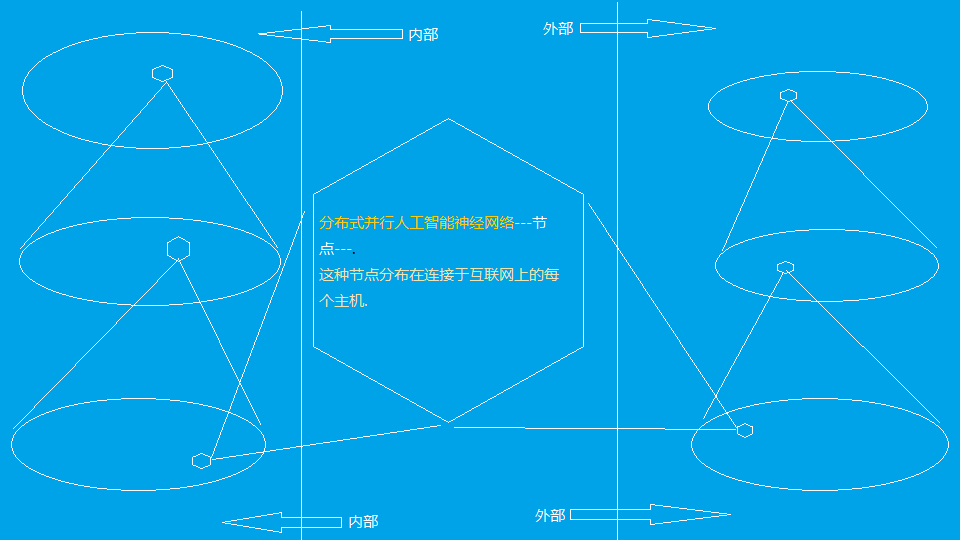 内部
外部
分布式并行人工智能神经网络---节
点---.
这种节点分布在连接于互联网上的每
个主机.
内部
外部